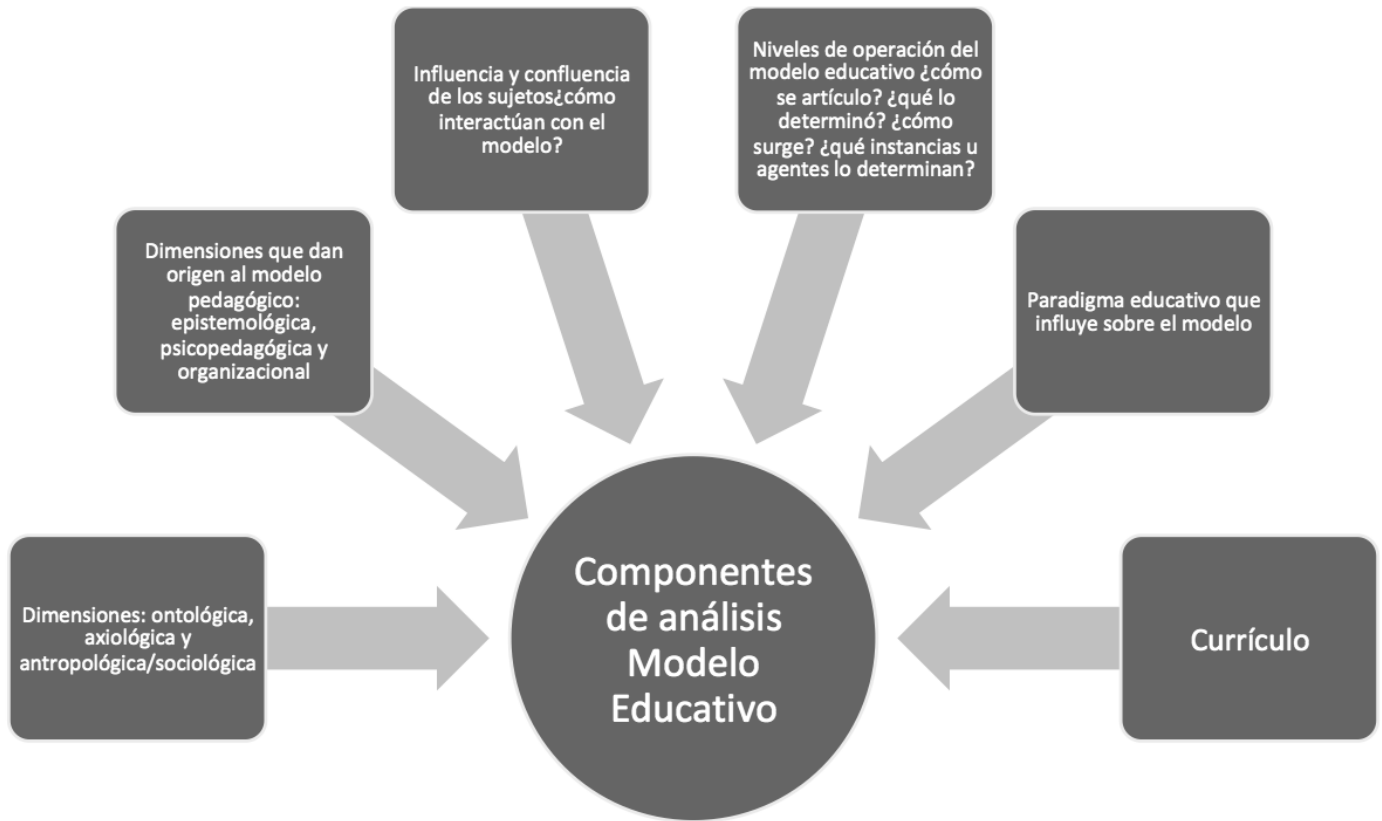 Influencia y confluencia
de los sujetos¿cómo
interactúan con el
modelo?
Niveles de operación del
modelo educativo ¿cómo
se artículo? ¿qué lo
determinó? ¿cómo
surge? ¿qué instancias u
agentes lo determinan?
Dimensiones que dan
origen al modelo
pedagógico:
epistemológica,
psicopedagógica y
organizacional
Paradigma educativo que
influye sobre el modelo
Dimensiones: ontológica,
axiológica y
antropológica/sociológica
Componentes
de análisis
Modelo
Educativo
Currículo